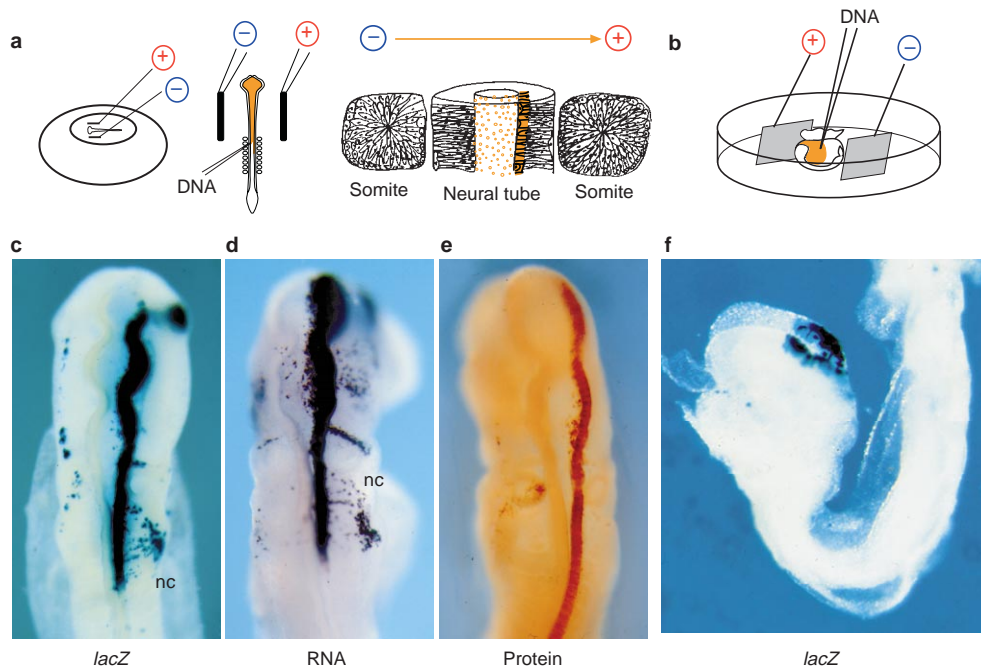 a
+
−
−
+
DNA
−
+
Somite
Neural tube
Somite
b
DNA
+
−
c
d
e
f
nc
nc
lacZ
RNA
Protein
lacZ